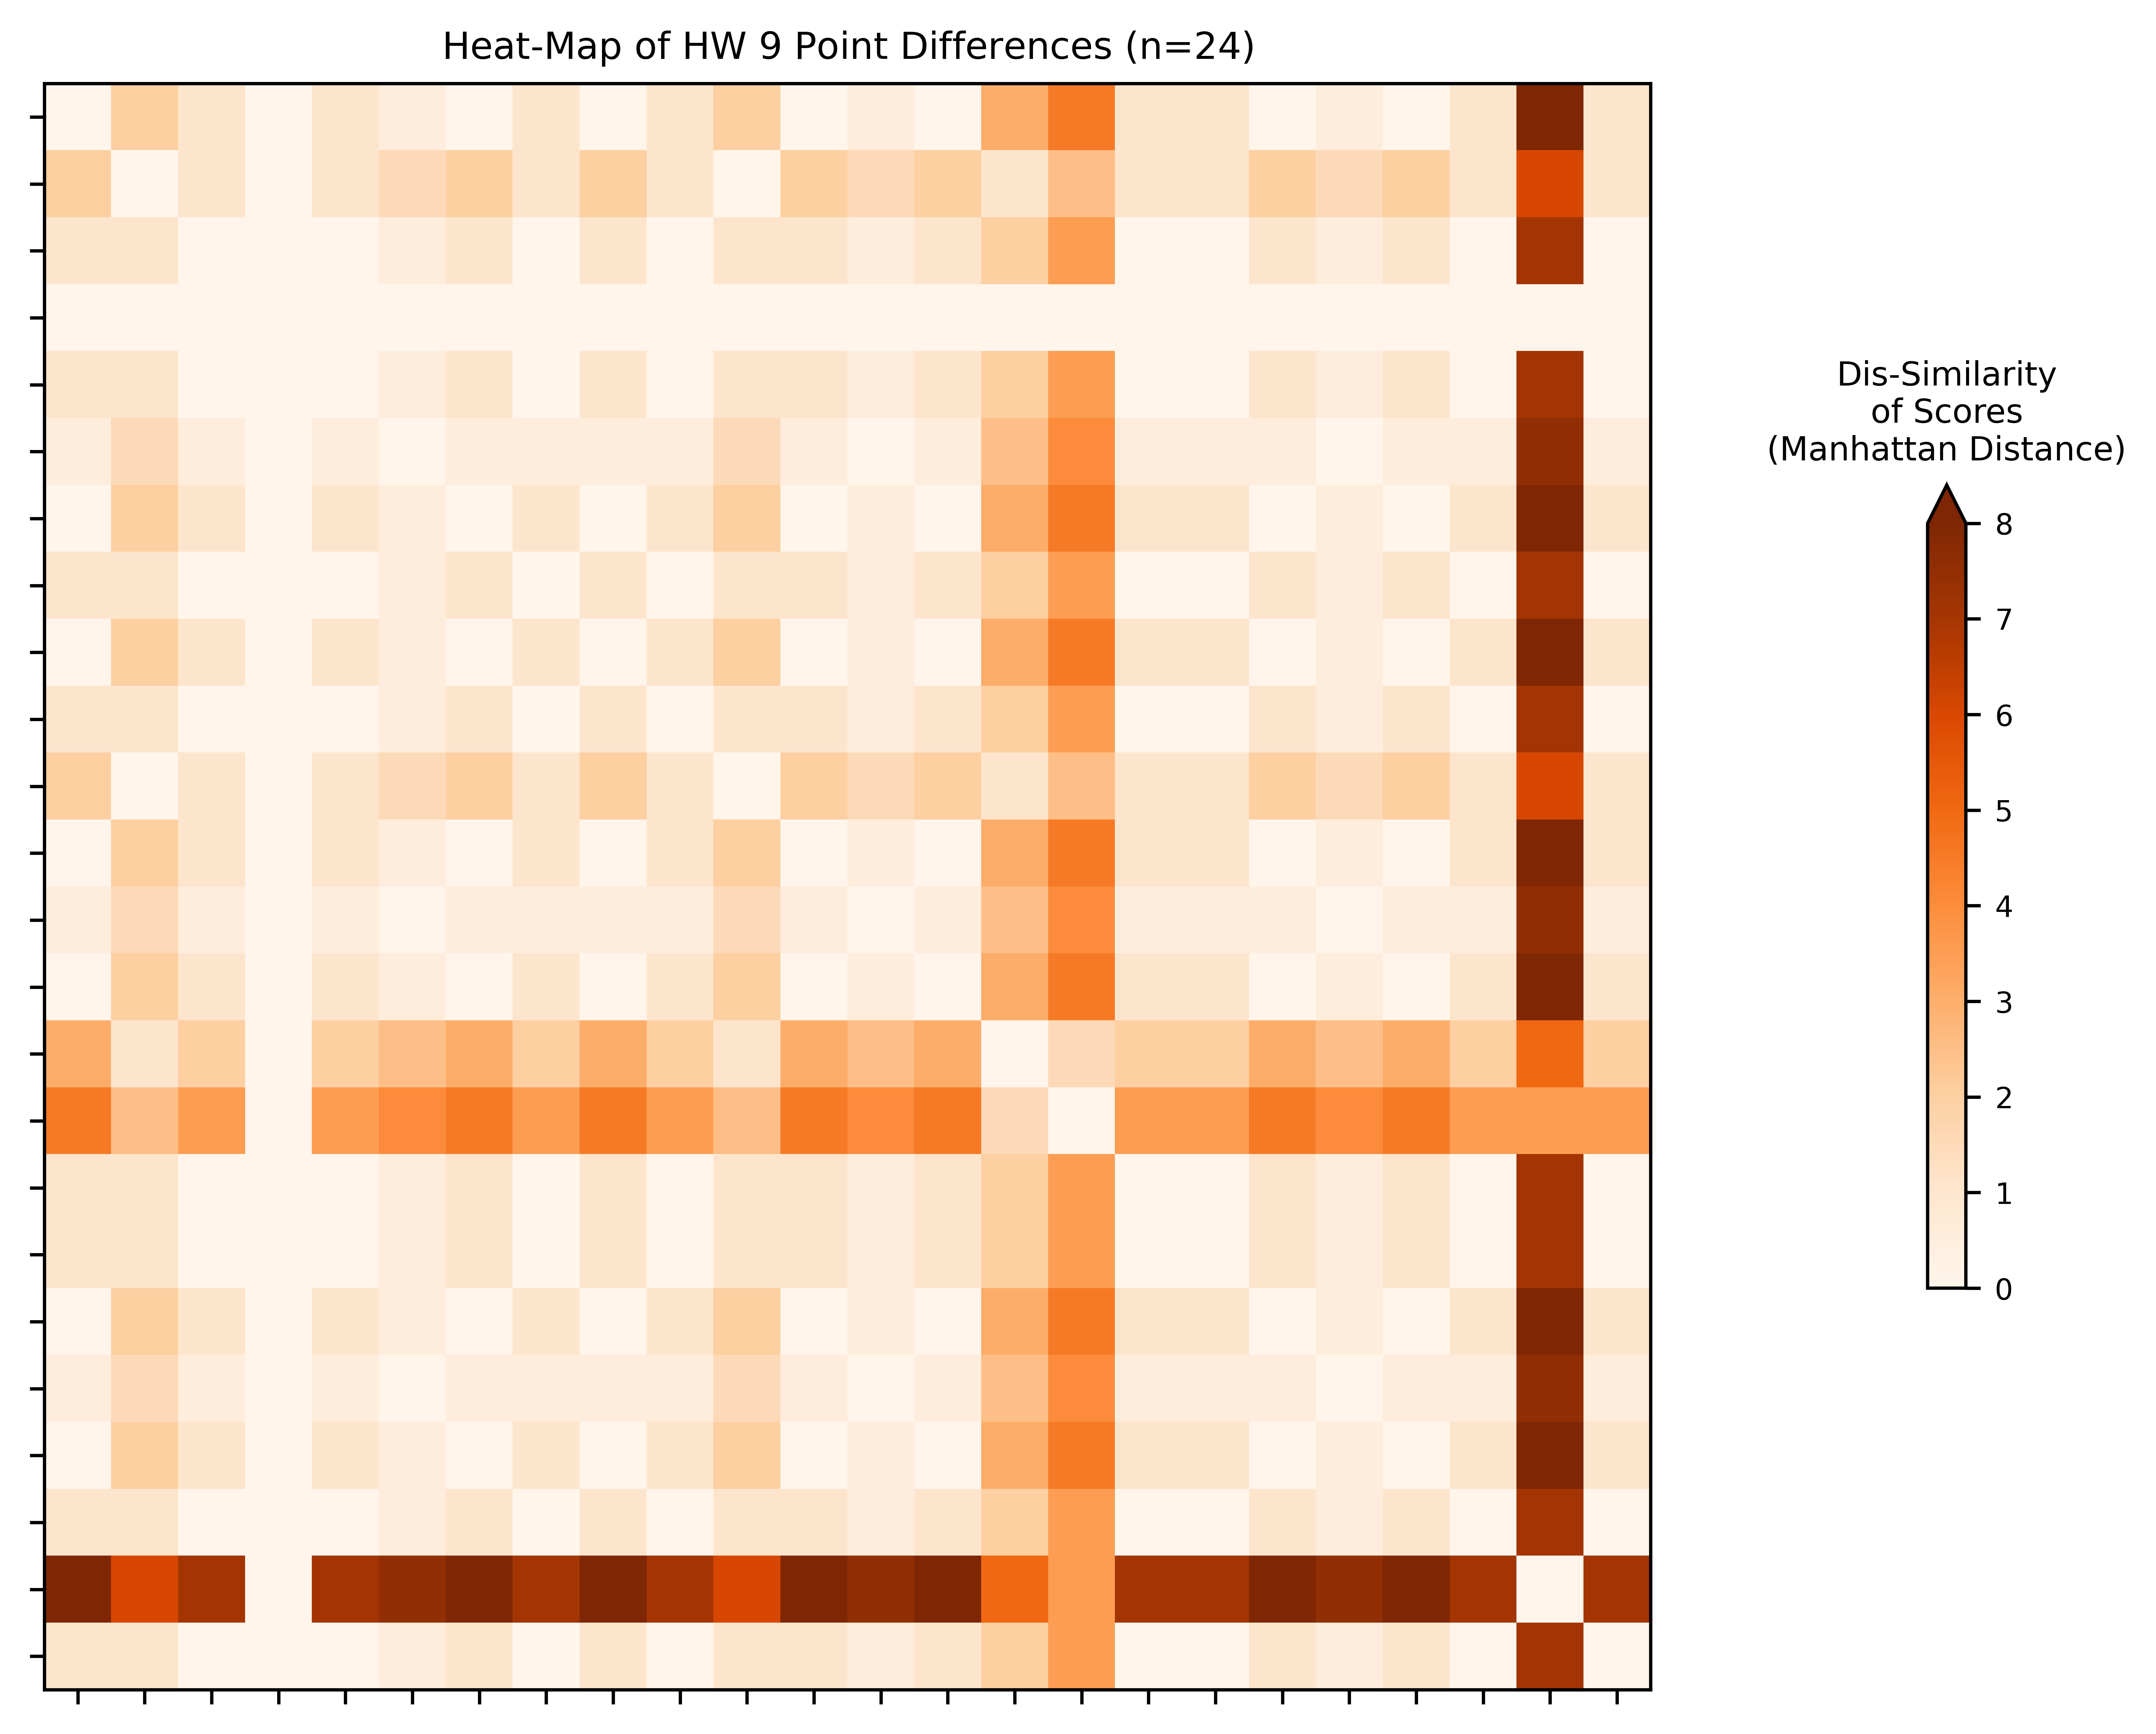 Heat-Map of HW 9 Point Differences (n=24)
Dis-Similarity
of Scores
(Manhattan Distance)
8
7
6
5
4
3
2
1
0